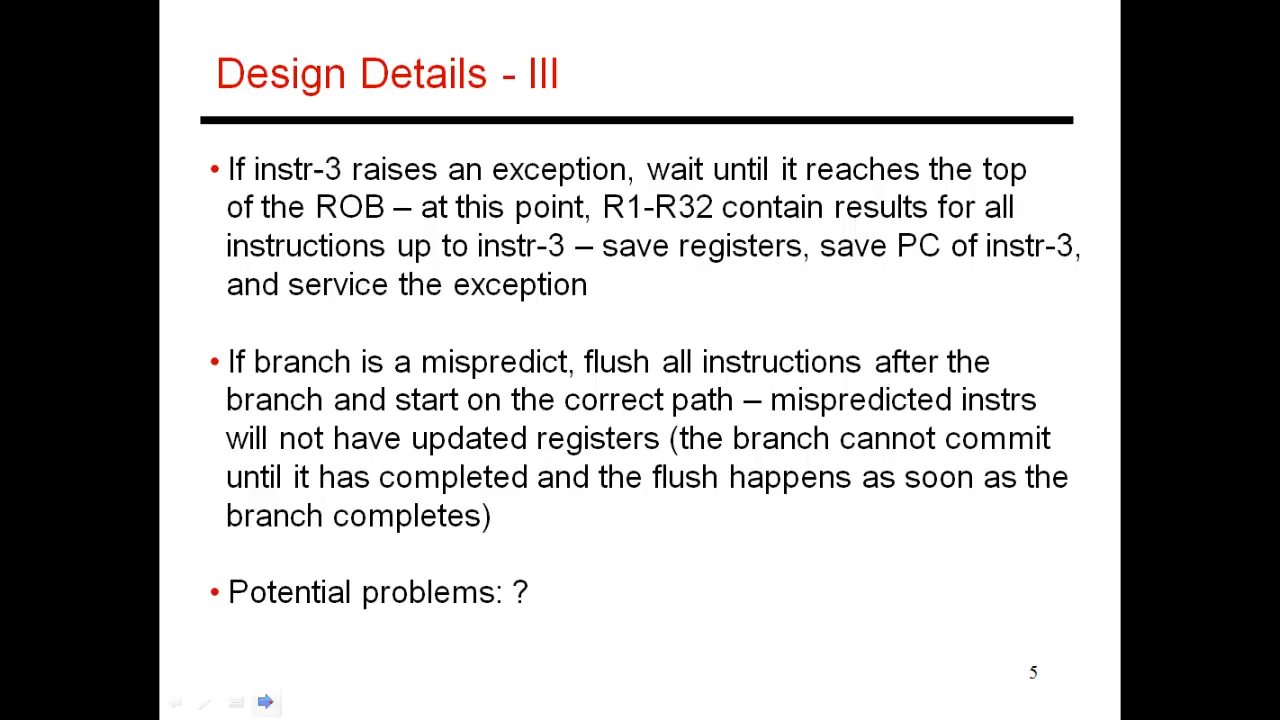 Design Details - III
• If instr-3 raises an exception, wait until it reaches the top
of the ROB – at this point, R1-R32 contain results for all
instructions up to instr-3 – save registers, save PC of instr-3,
and service the exception
• If branch is a mispredict, flush all instructions after the
branch and start on the correct path – mispredicted instrs
will not have updated registers (the branch cannot commit
until it has completed and the flush happens as soon as the
branch completes)
• Potential problems: ?
5